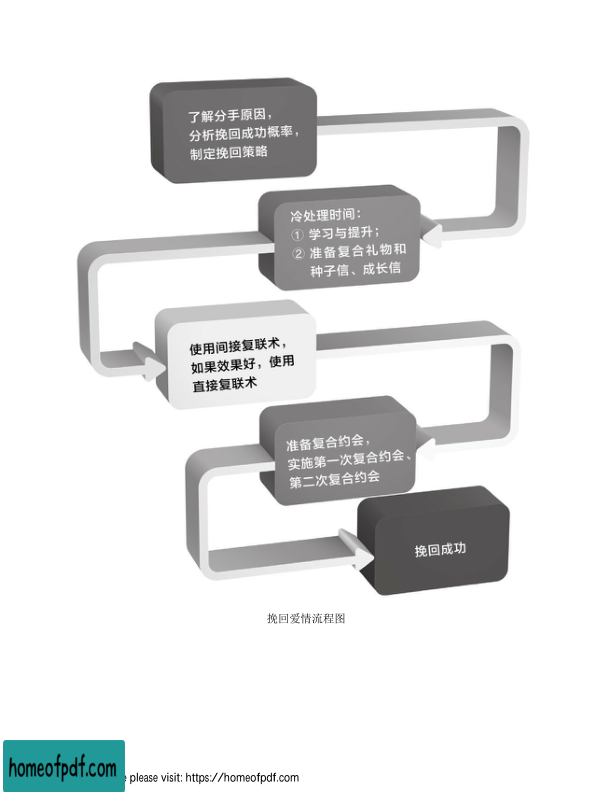 了解分手原因，
分析挽回成功概率，
制定挽回策略
冷处理时间：
① 学习与提升；
② 准备复合礼物和
种子信、成长信
使用间接复联术，
如果效果好，使用
直接复联术
准备复合约会，
实施第一次复合约会、
第二次复合约会
挽回成功
挽回爱情流程图
homeofpdf.com
e please visit: https://homeofpdf.com